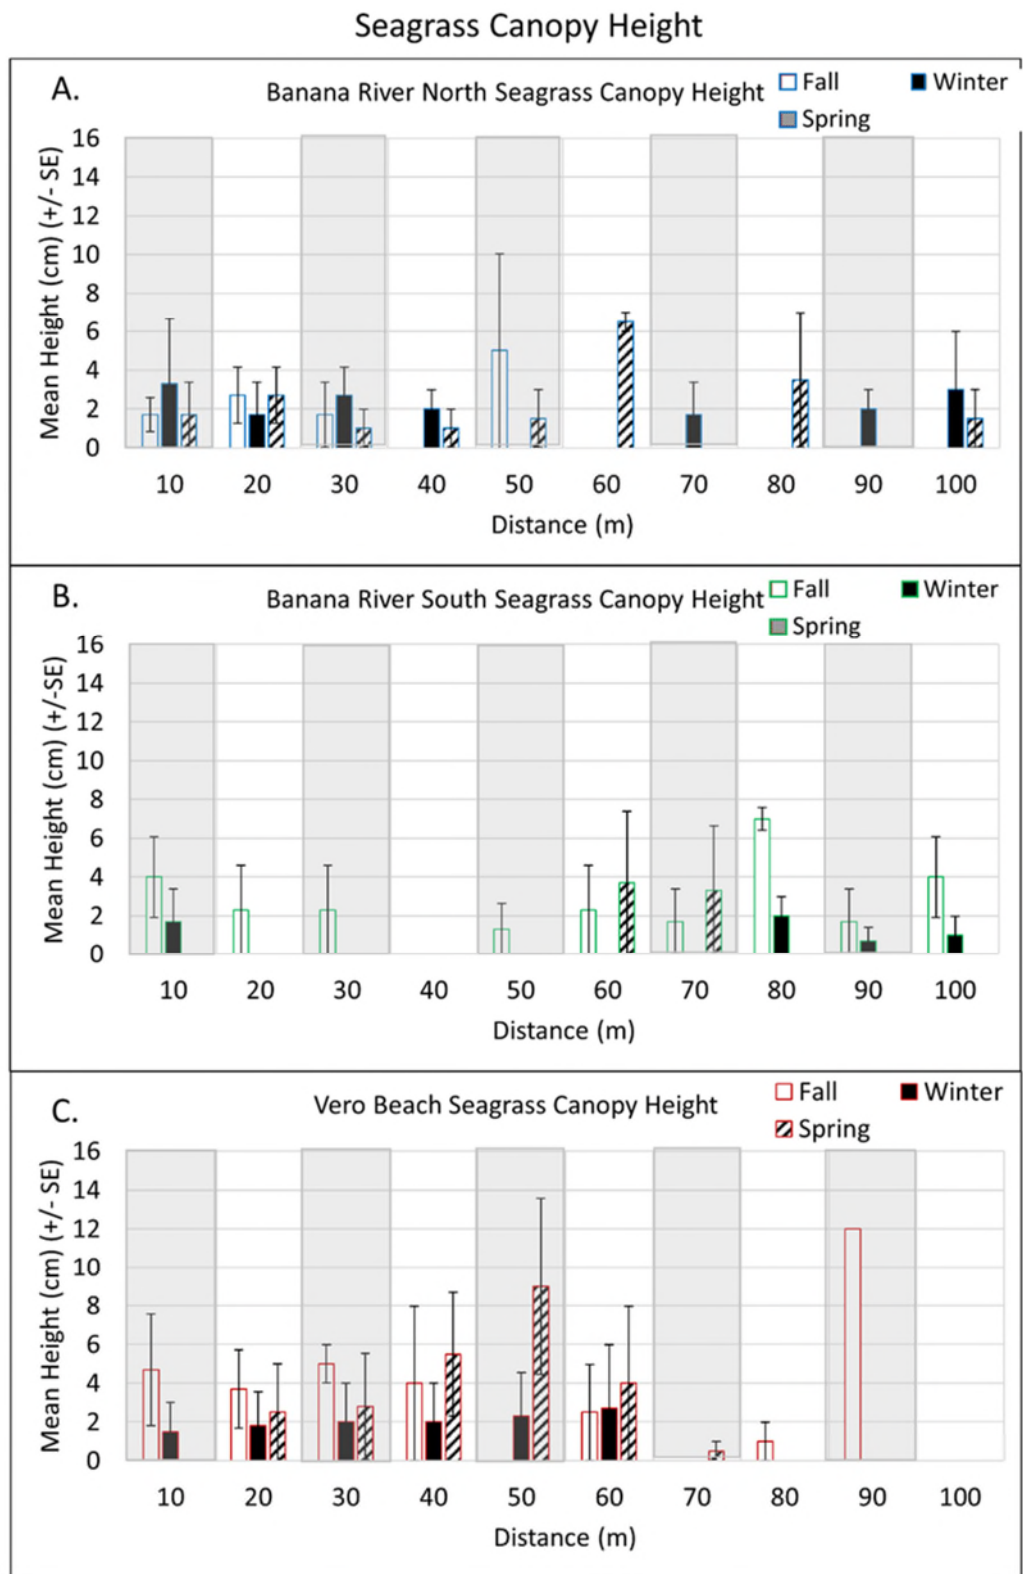 Seagrass Canopy Height
A.
Banana River North Seagrass Canopy Height
Fall
Winter
Spring
Mean Height (cm) (+/- SE)
16
14
12
10
8
6
4
2
0
10 20 30 40 50 60 70 80 90 100
Distance (m)
B.
Banana River South Seagrass Canopy Height
Fall
Winter
Spring
Mean Height (cm) (+/-SE)
16
14
12
10
8
6
4
2
0
10 20 30 40 50 60 70 80 90 100
Distance (m)
C.
Vero Beach Seagrass Canopy Height
Fall
Winter
Spring
Mean Height (cm) (+/- SE)
16
14
12
10
8
6
4
2
0
10 20 30 40 50 60 70 80 90 100
Distance (m)